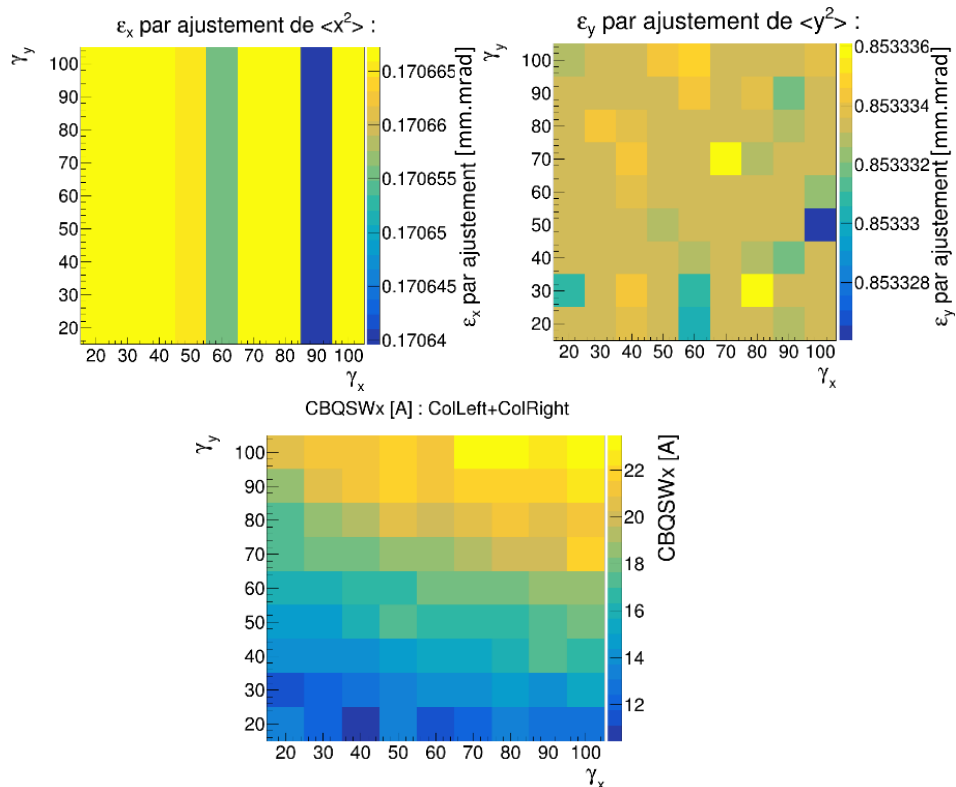 εx par ajustement de <x²> :
γy
100
90
80
70
60
50
40
30
20
20 30 40 50 60 70 80 90 100
γx
0.170665
0.17066
0.170655
0.17065
0.170645
0.17064
εx par ajustement [mm.mrad]
εy par ajustement de <y²> :
γy
100
90
80
70
60
50
40
30
20
20 30 40 50 60 70 80 90 100
γx
0.853336
0.853334
0.853332
0.85333
0.853328
εy par ajustement [mm.mrad]
CBQSWx [A] : ColLeft+ColRight
γy
100
90
80
70
60
50
40
30
20
20 30 40 50 60 70 80 90 100
γx
22
20
18
16
14
12
CBQSWx [A]